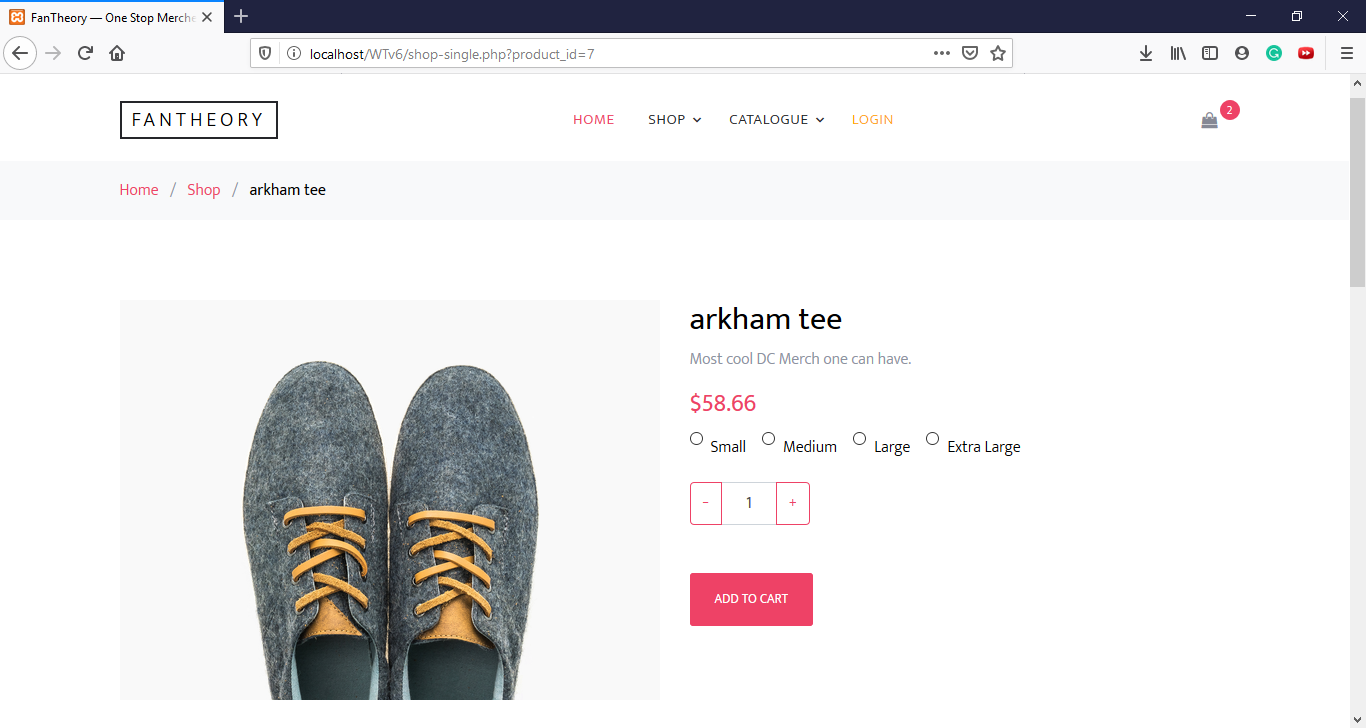 FanTheory — One Stop Merche
localhost/WTv6/shop-single.php?product_id=7
FANTHEORY
HOME SHOP CATALOGUE LOGIN 2
Home / Shop / arkham tee
arkham tee
Most cool DC Merch one can have.
$58.66
Small Medium Large Extra Large
- 1 +
ADD TO CART